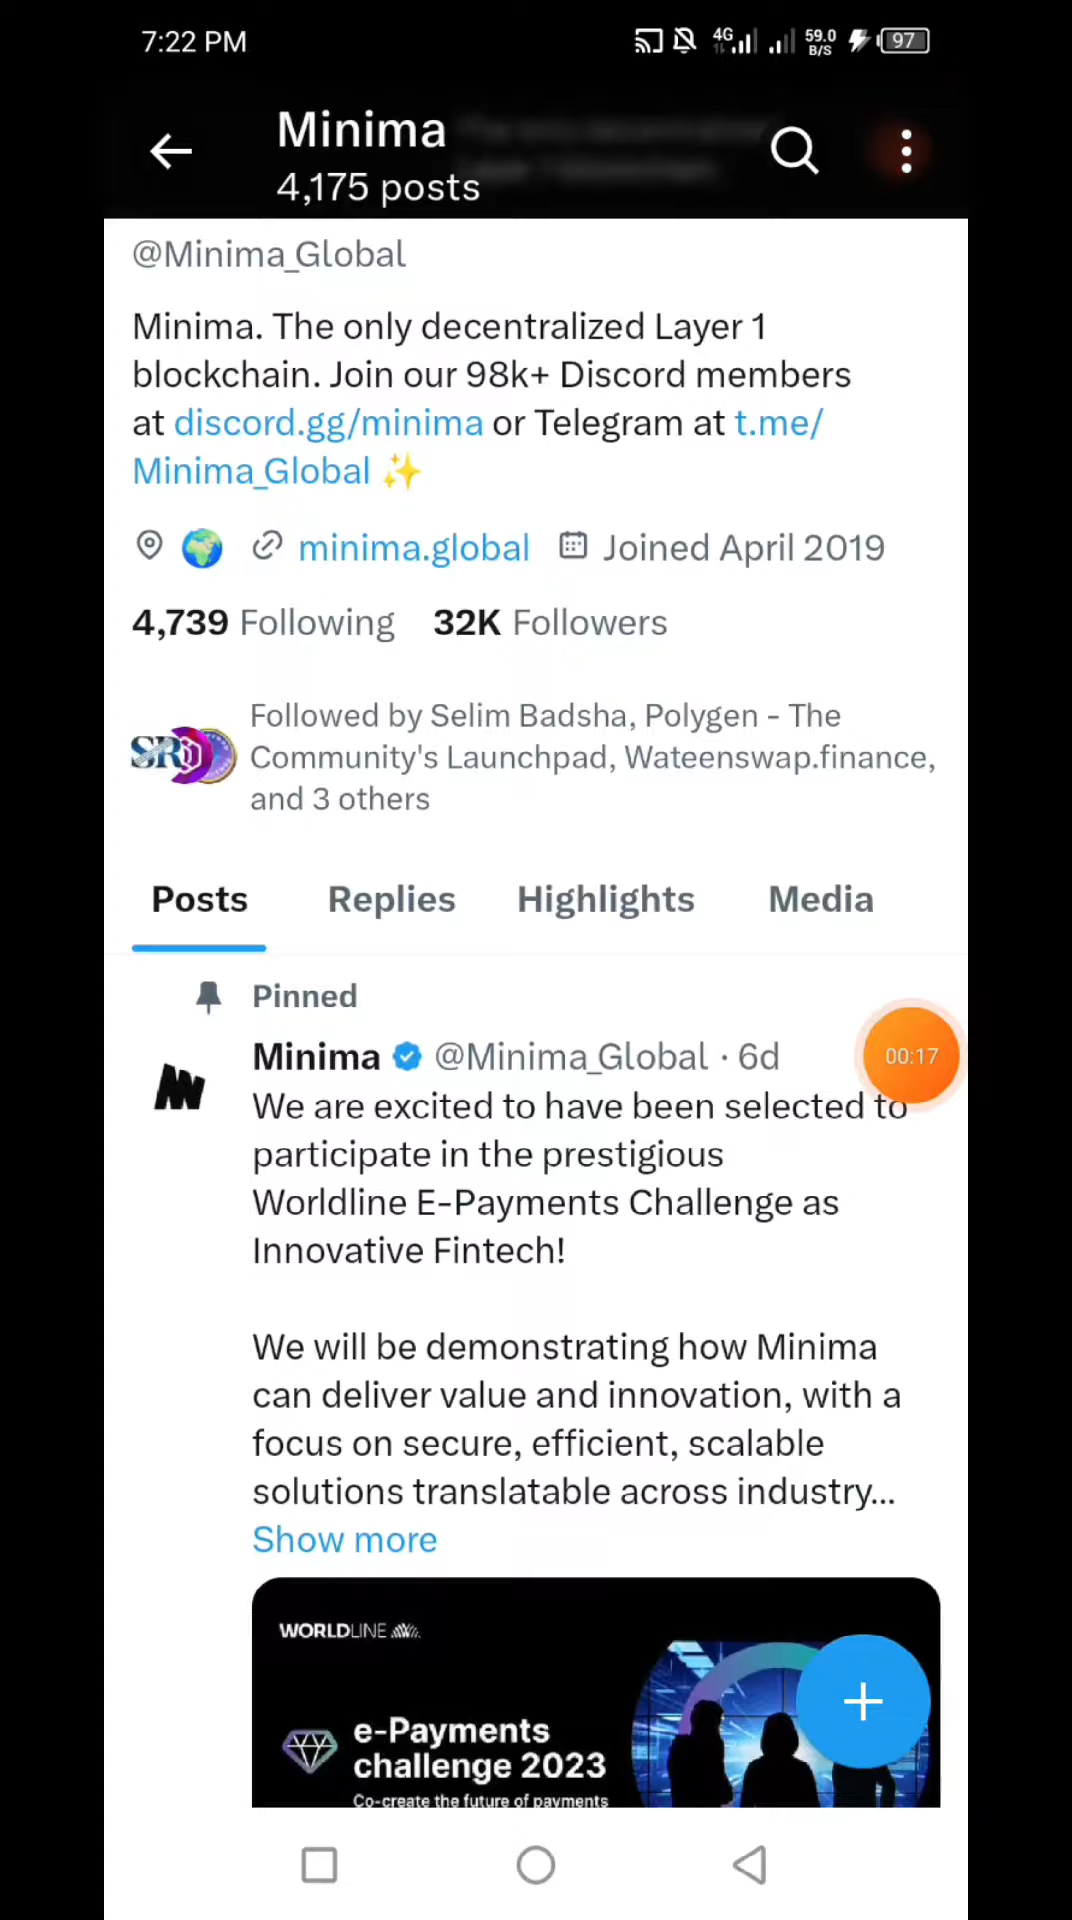 7:22 PM 4G 59.0 B/S 97
Minima
4,175 posts
@Minima_Global
Minima. The only decentralized Layer 1
blockchain. Join our 98k+ Discord members
at discord.gg/minima or Telegram at t.me/
Minima_Global ✨
🌍 minima.global Joined April 2019
4,739 Following 32K Followers
Followed by Selim Badsha, Polygen - The
Community's Launchpad, Wateenswap.finance,
and 3 others
Posts Replies Highlights Media
Pinned
Minima @Minima_Global · 6d
00:17
We are excited to have been selected to
participate in the prestigious
Worldline E-Payments Challenge as
Innovative Fintech!
We will be demonstrating how Minima
can deliver value and innovation, with a
focus on secure, efficient, scalable
solutions translatable across industry...
Show more
WORLDLINE
e-Payments
challenge 2023
Co-create the future of payments